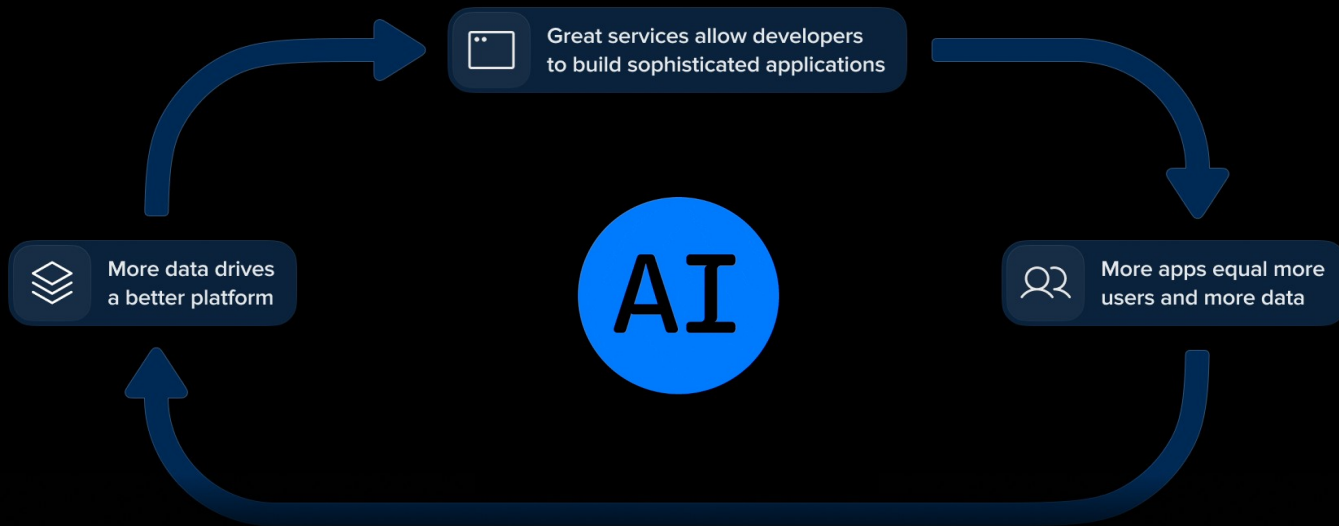 Great services allow developers
to build sophisticated applications
More data drives
a better platform
AI
More apps equal more
users and more data